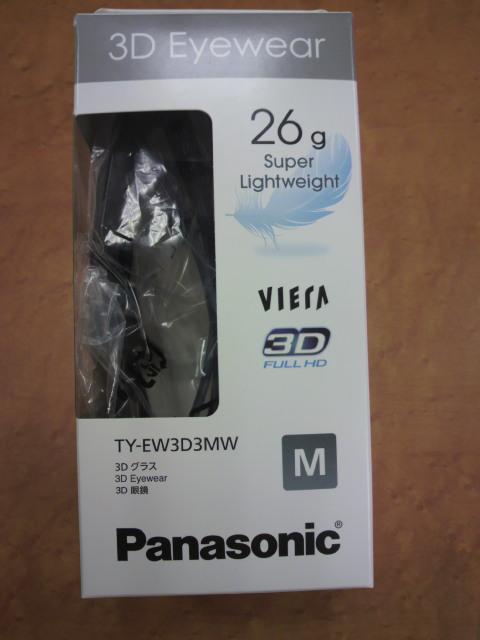 3D Eyewear
26 g
Super
Lightweight
VIErA
3D
FULL HD
TY-EW3D3MW
3D グラス
3D Eyewear
3D 眼鏡
M
Panasonic®